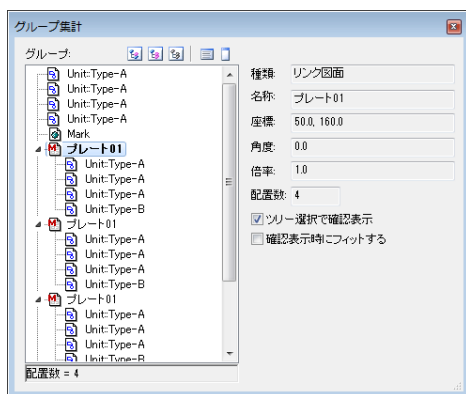 グループ集計
グループ:
Unit:Type-A
Unit:Type-A
Unit:Type-A
Unit:Type-A
Mark
プレート01
Unit:Type-A
Unit:Type-A
Unit:Type-A
Unit:Type-B
プレート01
Unit:Type-A
Unit:Type-A
Unit:Type-A
Unit:Type-B
プレート01
Unit:Type-A
Unit:Type-A
Unit:Type-A
Unit:Type-B
配置数 = 4
種類: リンク図面
名称: プレート01
座標: 50.0, 160.0
角度: 0.0
倍率: 1.0
配置数: 4
ツリー選択で確認表示
確認表示時にフィットする